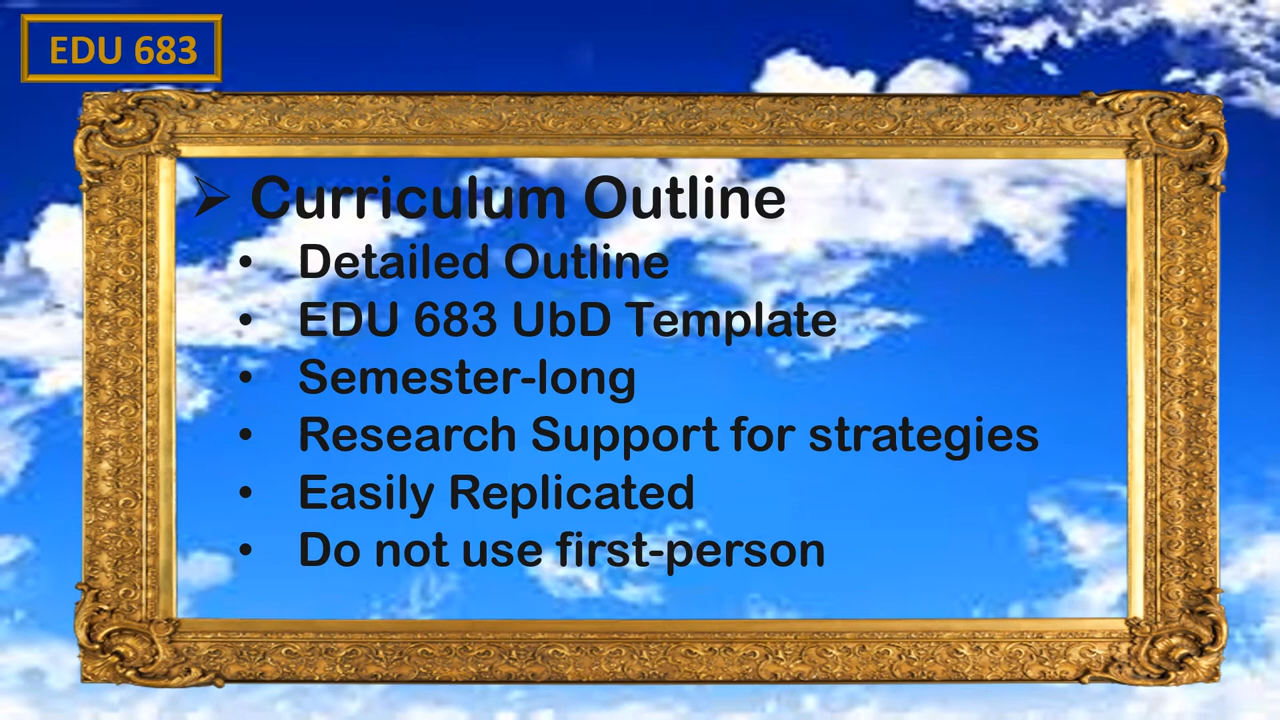 EDU 683
➢ Curriculum Outline
• Detailed Outline
• EDU 683 UbD Template
• Semester-long
• Research Support for strategies
• Easily Replicated
• Do not use first-person